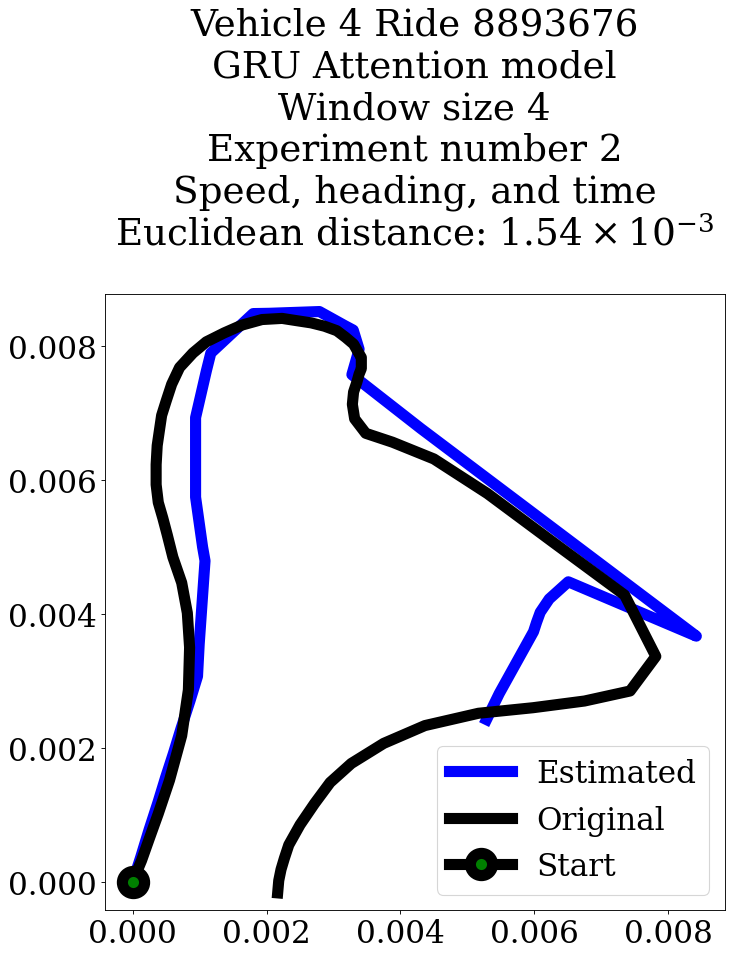 Vehicle 4 Ride 8893676
GRU Attention model
Window size 4
Experiment number 2
Speed, heading, and time
Euclidean distance: 1.54 × 10⁻³
0.008
0.006
0.004
0.002
0.000
Estimated
Original
Start
0.000 0.002 0.004 0.006 0.008